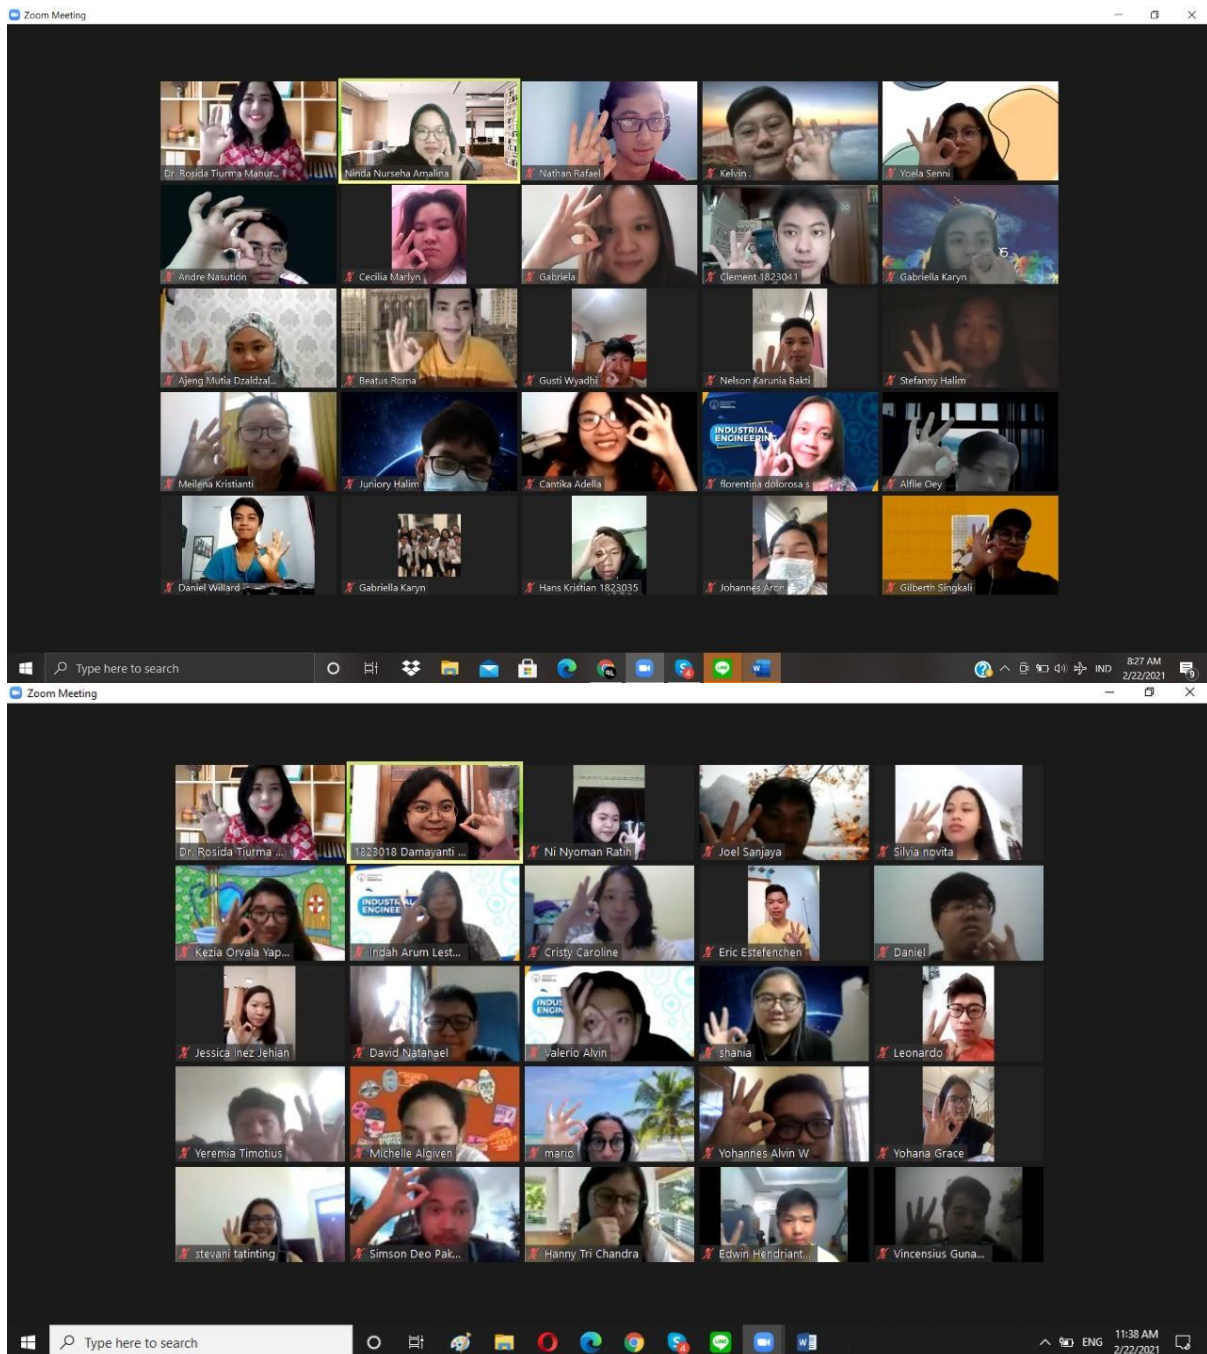 Zoom Meeting
Dr. Rosida Tiurma Manur...
Ninda Nurseha Amalina
Nathan Rafael
Kelvin .
Yoela Senni
Andre Nasution
Cecilia Marlyn
Gabriela
Clement 1823041
Gabriella Karyn
Ajeng Mutia Dzaldzal...
Beatus Roma
Gusti Wyadhi
Nelson Karunia Bakti
Stefanny Halim
INDUSTRIAL
ENGINEERING
Meilena Kristianti
Juniory Halim
Cantika Adella
florentina dolorosa s
Alflie Oey
Daniel Willard
Gabriella Karyn
Hans Kristian 1823035
Johannes Aron
Gilberth Singkali
Type here to search
IND
8:27 AM
2/22/2021
Zoom Meeting
Dr. Rosida Tiurma ...
1823018 Damayanti ...
Ni Nyoman Ratih
Joel Sanjaya
Silvia novita
Kezia Orvala Yap...
Indah Arum Lest...
Cristy Caroline
Eric Estefenchen
Daniel
Jessica Inez Jehian
David Natanael
Valerio Alvin
shania
Leonardo
Yeremia Timotius
Michelle Algiven
mario
Yohannes Alvin W
Yohana Grace
stevani tatinting
Simson Deo Pak...
Hanny Tri Chandra
Edwin Hendriant...
Vincensius Guna...
Type here to search
ENG
11:38 AM
2/22/2021